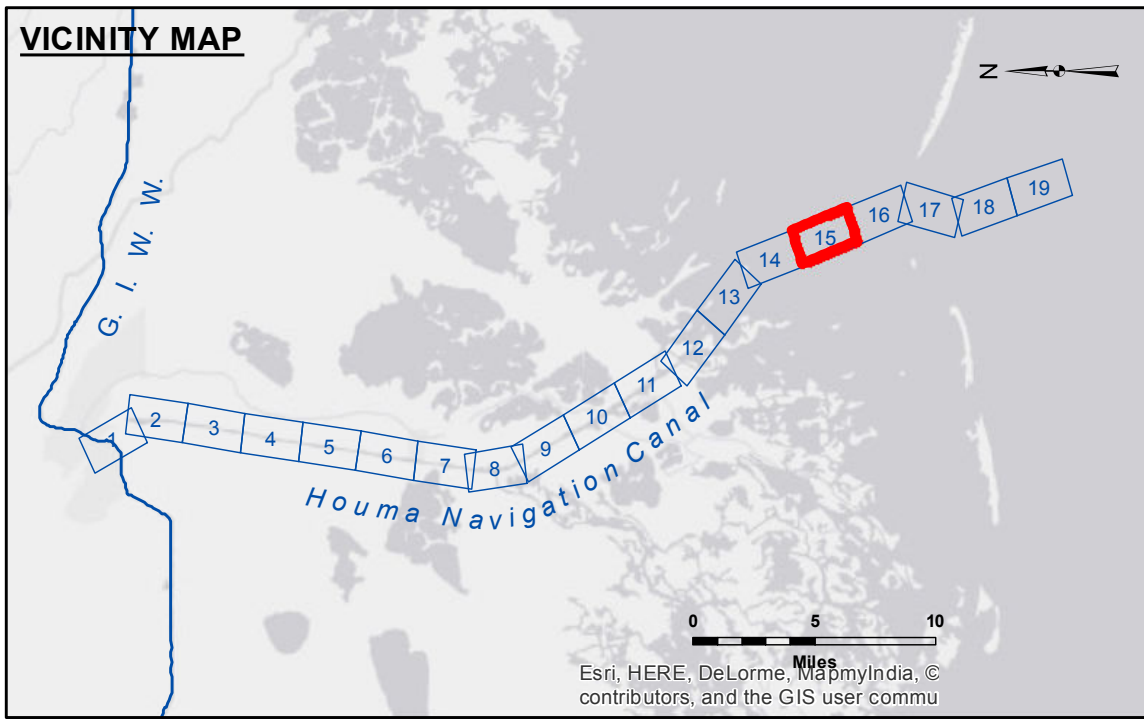 VICINITY MAP
N
G. I. W. W.
1
2
3
4
5
6
7
8
9
10
11
12
13
14
15
16
17
18
19
Houma Navigation Canal
0 5 10
Miles
Esri, HERE, DeLorme, MapmyIndia, ©
contributors, and the GIS user commu